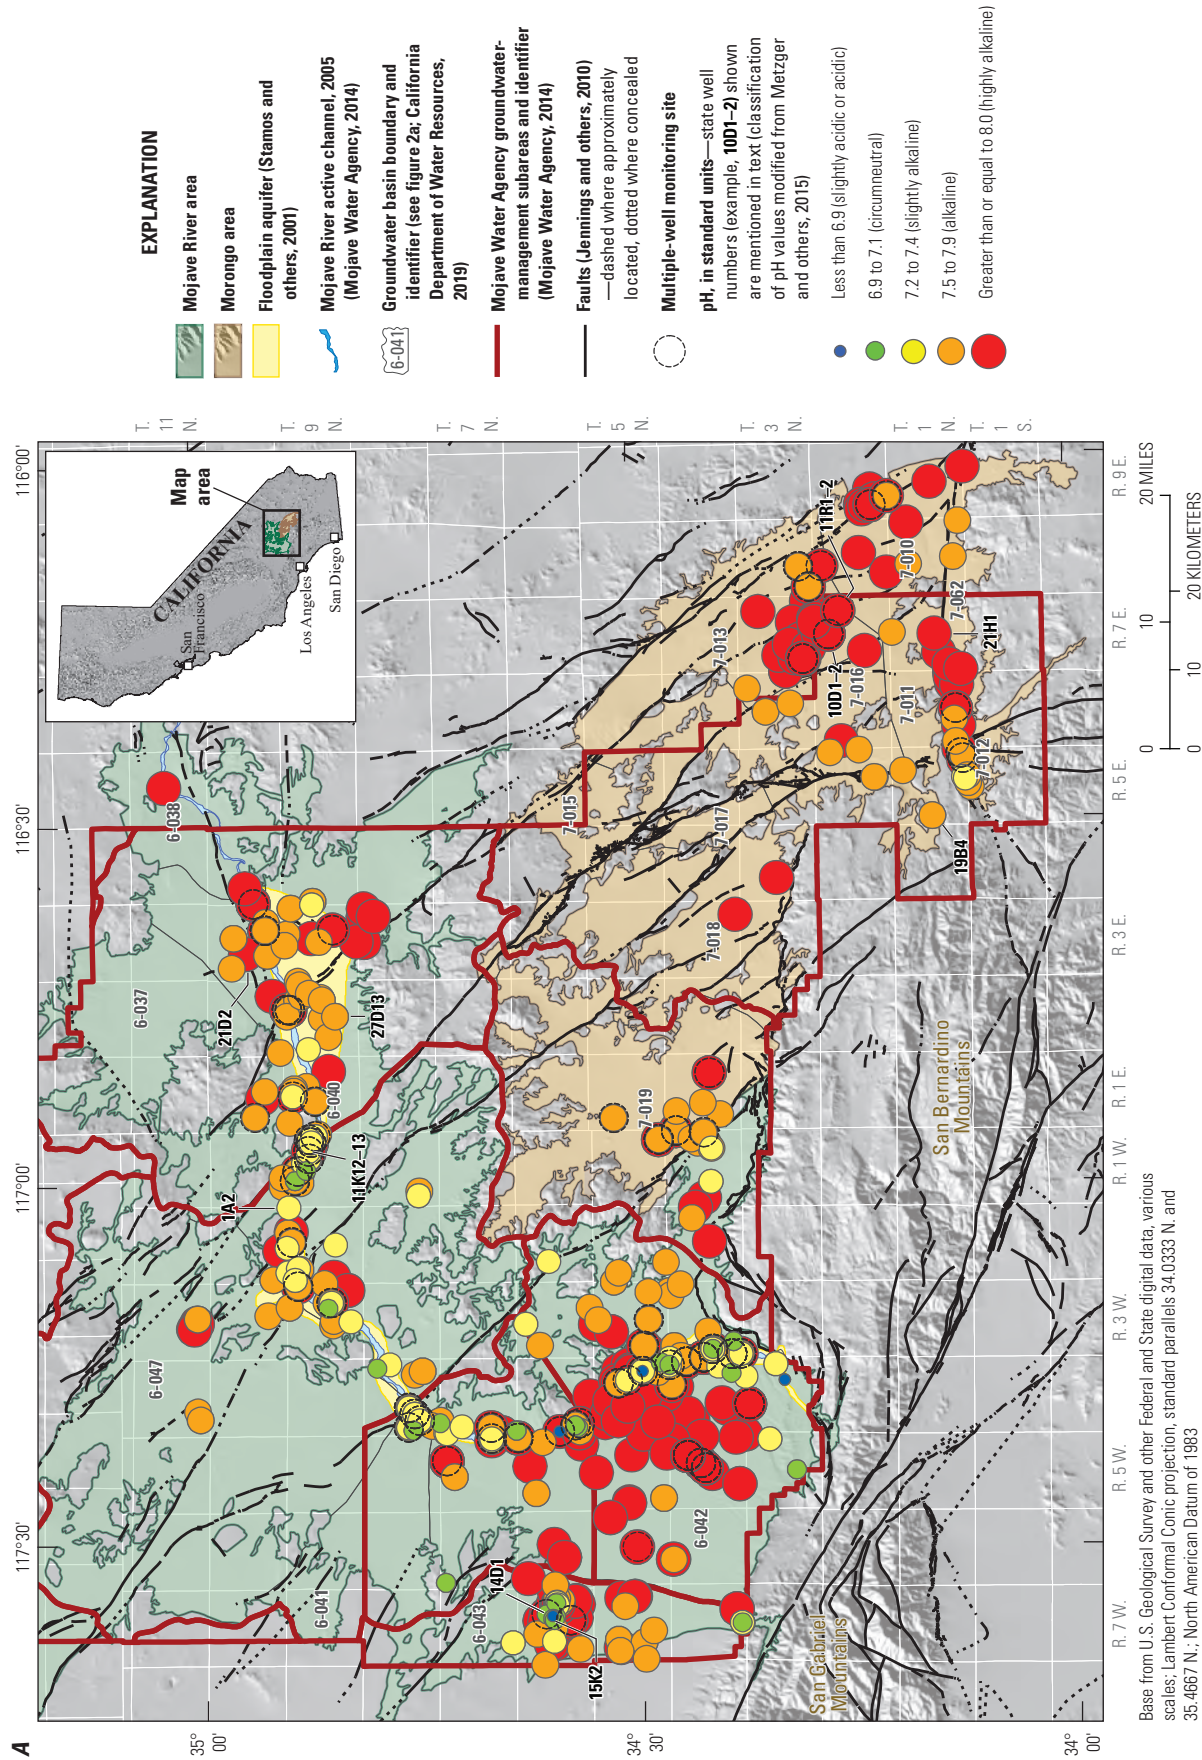 A
117°30'
117°00'
116°30'
116°00'
35°
00'
34°
30'
34°
00'
T.
11
N.
T.
9
N.
T.
7
N.
T.
5
N.
T.
3
N.
T.
1
N.
T.
1
S.
R. 7 W.
R. 5 W.
R. 3 W.
R. 1 W.
R. 1 E.
R. 3 E.
R. 5 E.
R. 7 E.
R. 9 E.
CALIFORNIA
San
Francisco
Los Angeles
San Diego
Map
area
6-038
6-037
6-040
6-047
6-041
6-043
6-042
7-019
7-018
7-017
7-015
7-013
7-016
7-011
7-012
7-010
7-062
21D2
27D13
1A2
11K12–13
14D1
15K2
19B4
10D1–2
11R1–2
21H1
San Gabriel
Mountains
San Bernardino
Mountains
0 10 20 MILES
0 10 20 KILOMETERS
Base from U.S. Geological Survey and other Federal and State digital data, various
scales; Lambert Conformal Conic projection, standard parallels 34.0333 N. and
35.4667 N.; North American Datum of 1983
EXPLANATION
Mojave River area
Morongo area
Floodplain aquifer (Stamos and
others, 2001)
Mojave River active channel, 2005
(Mojave Water Agency, 2014)
6-041
Groundwater basin boundary and
identifier (see figure 2a; California
Department of Water Resources,
2019)
Mojave Water Agency groundwater-
management subareas and identifier
(Mojave Water Agency, 2014)
Faults (Jennings and others, 2010)
—dashed where approximately
located, dotted where concealed
Multiple-well monitoring site
pH, in standard units—state well
numbers (example, 10D1–2) shown
are mentioned in text (classification
of pH values modified from Metzger
and others, 2015)
Less than 6.9 (slightly acidic or acidic)
6.9 to 7.1 (circumneutral)
7.2 to 7.4 (slightly alkaline)
7.5 to 7.9 (alkaline)
Greater than or equal to 8.0 (highly alkaline)